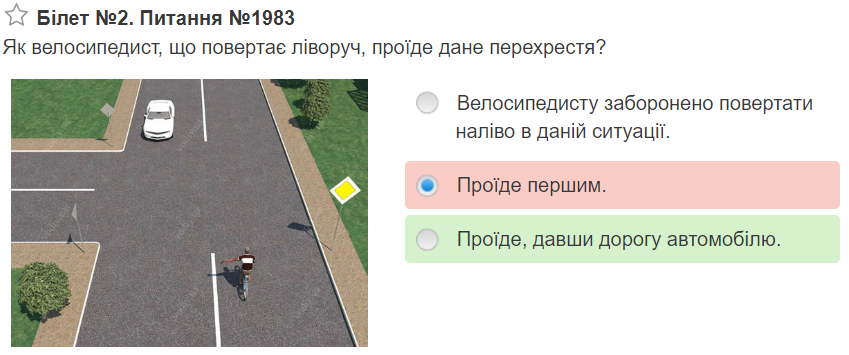 Білет №2. Питання №1983
Як велосипедист, що повертає ліворуч, проїде дане перехрестя?
Велосипедисту заборонено повертати
наліво в даній ситуації.
Проїде першим.
Проїде, давши дорогу автомобілю.